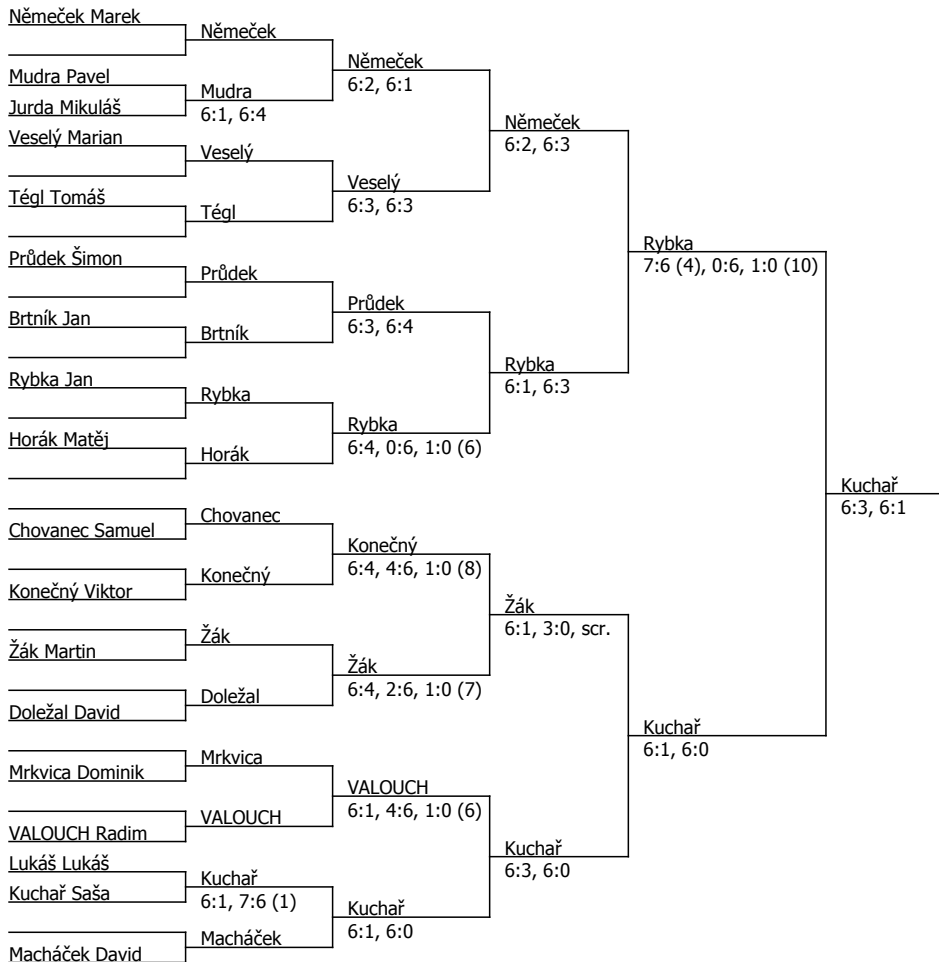 Němeček Marek
Mudra Pavel
Jurda Mikuláš
Veselý Marian
Tégl Tomáš
Průdek Šimon
Brtník Jan
Rybka Jan
Horák Matěj
Chovanec Samuel
Konečný Viktor
Žák Martin
Doležal David
Mrkvica Dominik
VALOUCH Radim
Lukáš Lukáš
Kuchař Saša
Macháček David
Němeček
Mudra
6:1, 6:4
Veselý
Tégl
Průdek
Brtník
Rybka
Horák
Chovanec
Konečný
Žák
Doležal
Mrkvica
VALOUCH
Kuchař
6:1, 7:6 (1)
Macháček
Němeček
6:2, 6:1
Veselý
6:3, 6:3
Průdek
6:3, 6:4
Rybka
6:4, 0:6, 1:0 (6)
Konečný
6:4, 4:6, 1:0 (8)
Žák
6:4, 2:6, 1:0 (7)
VALOUCH
6:1, 4:6, 1:0 (6)
Kuchař
6:1, 6:0
Němeček
6:2, 6:3
Rybka
6:1, 6:3
Žák
6:1, 3:0, scr.
Kuchař
6:3, 6:0
Rybka
7:6 (4), 0:6, 1:0 (10)
Kuchař
6:1, 6:0
Kuchař
6:3, 6:1